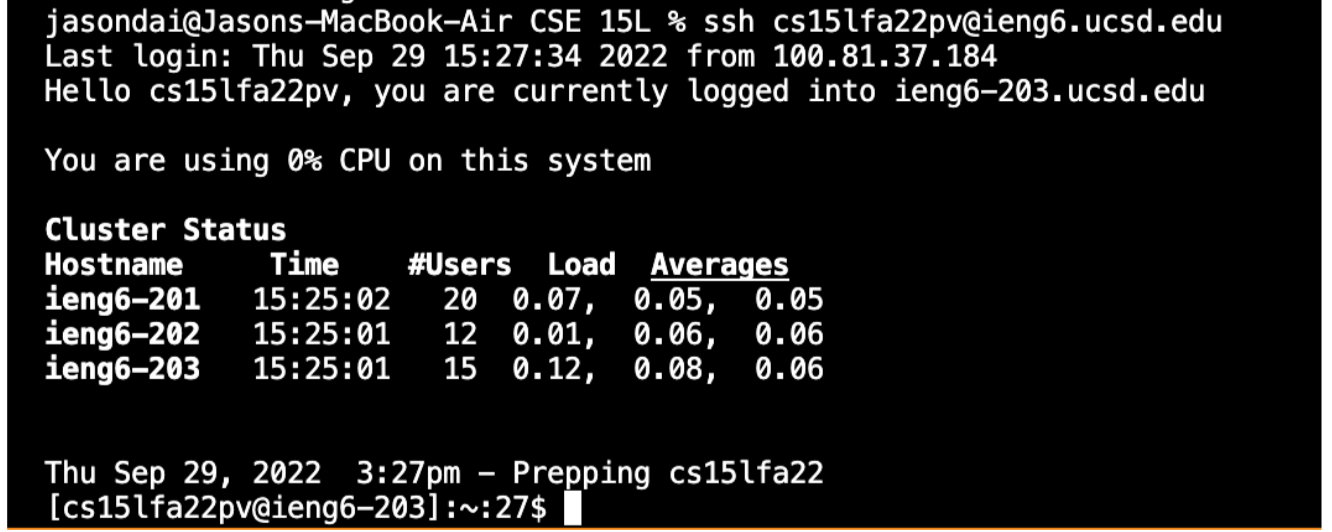 jasondai@Jasons-MacBook-Air CSE 15L % ssh cs15lfa22pv@ieng6.ucsd.edu
Last login: Thu Sep 29 15:27:34 2022 from 100.81.37.184
Hello cs15lfa22pv, you are currently logged into ieng6-203.ucsd.edu
You are using 0% CPU on this system
Cluster Status
Hostname     Time    #Users  Load  Averages
ieng6-201   15:25:02   20  0.07,  0.05,  0.05
ieng6-202   15:25:01   12  0.01,  0.06,  0.06
ieng6-203   15:25:01   15  0.12,  0.08,  0.06
Thu Sep 29, 2022  3:27pm - Prepping cs15lfa22
[cs15lfa22pv@ieng6-203]:~:27$